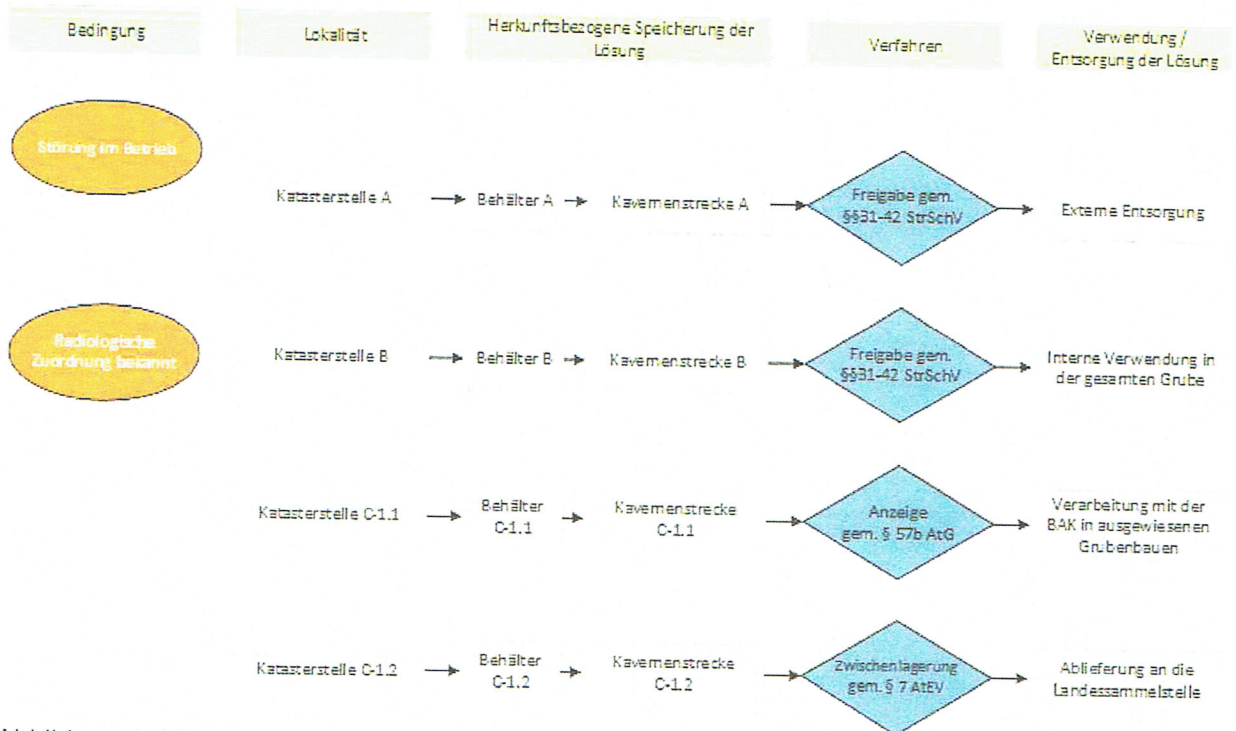 Bedingung
Lokalität
Herkunftsbezogene Speicherung der
Lösung
Verfahren
Verwendung /
Entsorgung der Lösung
Störung im Betrieb
Katasterstelle A
Behälter A
Kavernenstrecke A
Freigabe gem.
§§31-42 StrSchV
Externe Entsorgung
Radiologische
Zuordnung bekannt
Katasterstelle B
Behälter B
Kavernenstrecke B
Freigabe gem.
§§31-42 StrSchV
Interne Verwendung in
der gesamten Grube
Katasterstelle C-1.1
Behälter
C-1.1
Kavernenstrecke
C-1.1
Anzeige
gem. § 57b AtG
Verarbeitung mit der
BAK in ausgewiesenen
Grubenbauen
Katasterstelle C-1.2
Behälter
C-1.2
Kavernenstrecke
C-1.2
Zwischenlagerung
gem. § 7 AtEV
Ablieferung an die
Landessammelstelle